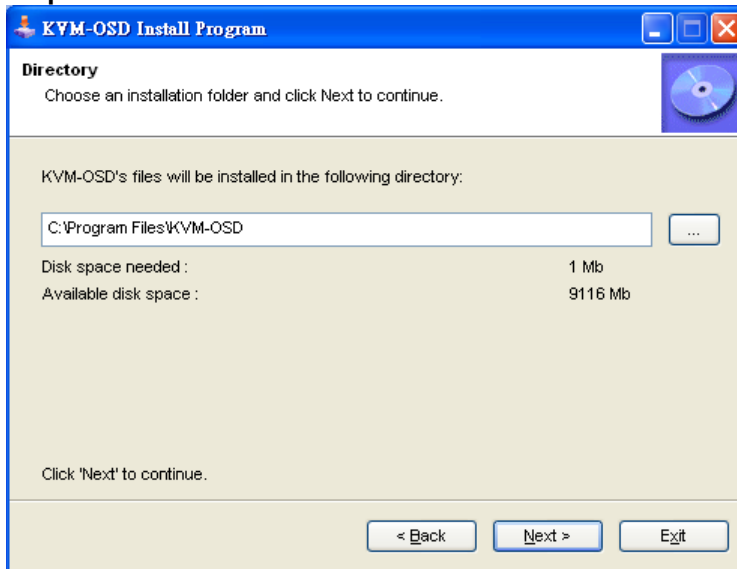 KVM-OSD Install Program
Directory
Choose an installation folder and click Next to continue.
KVM-OSD's files will be installed in the following directory:
C:\Program Files\KVM-OSD
...
Disk space needed : 1 Mb
Available disk space : 9116 Mb
Click 'Next' to continue.
< Back Next > Exit